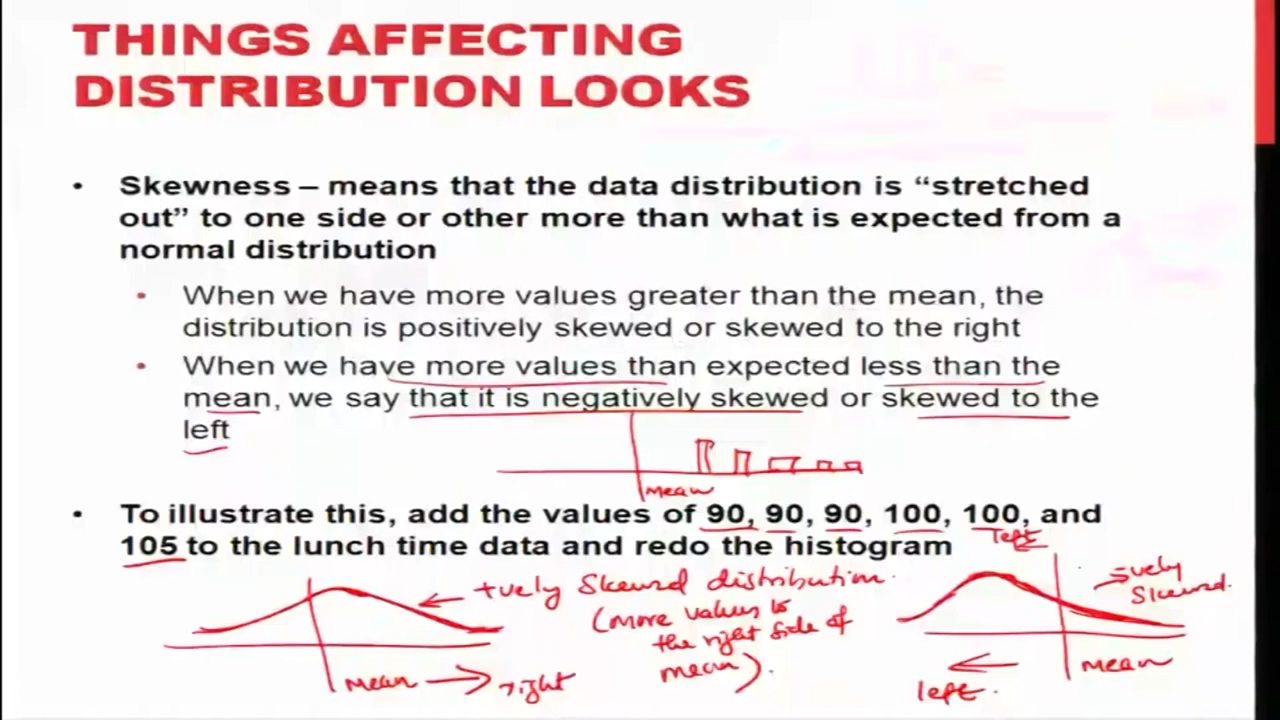 THINGS AFFECTING
DISTRIBUTION LOOKS
• Skewness – means that the data distribution is “stretched
out” to one side or other more than what is expected from a
normal distribution
• When we have more values greater than the mean, the
distribution is positively skewed or skewed to the right
• When we have more values than expected less than the
mean, we say that it is negatively skewed or skewed to the
left
mean
• To illustrate this, add the values of 90, 90, 90, 100, 100, and
105 to the lunch time data and redo the histogram
left
+vely Skewed distribution.
(more values to
the right side of
mean).
mean → right
-vely
Skewed.
mean
left.